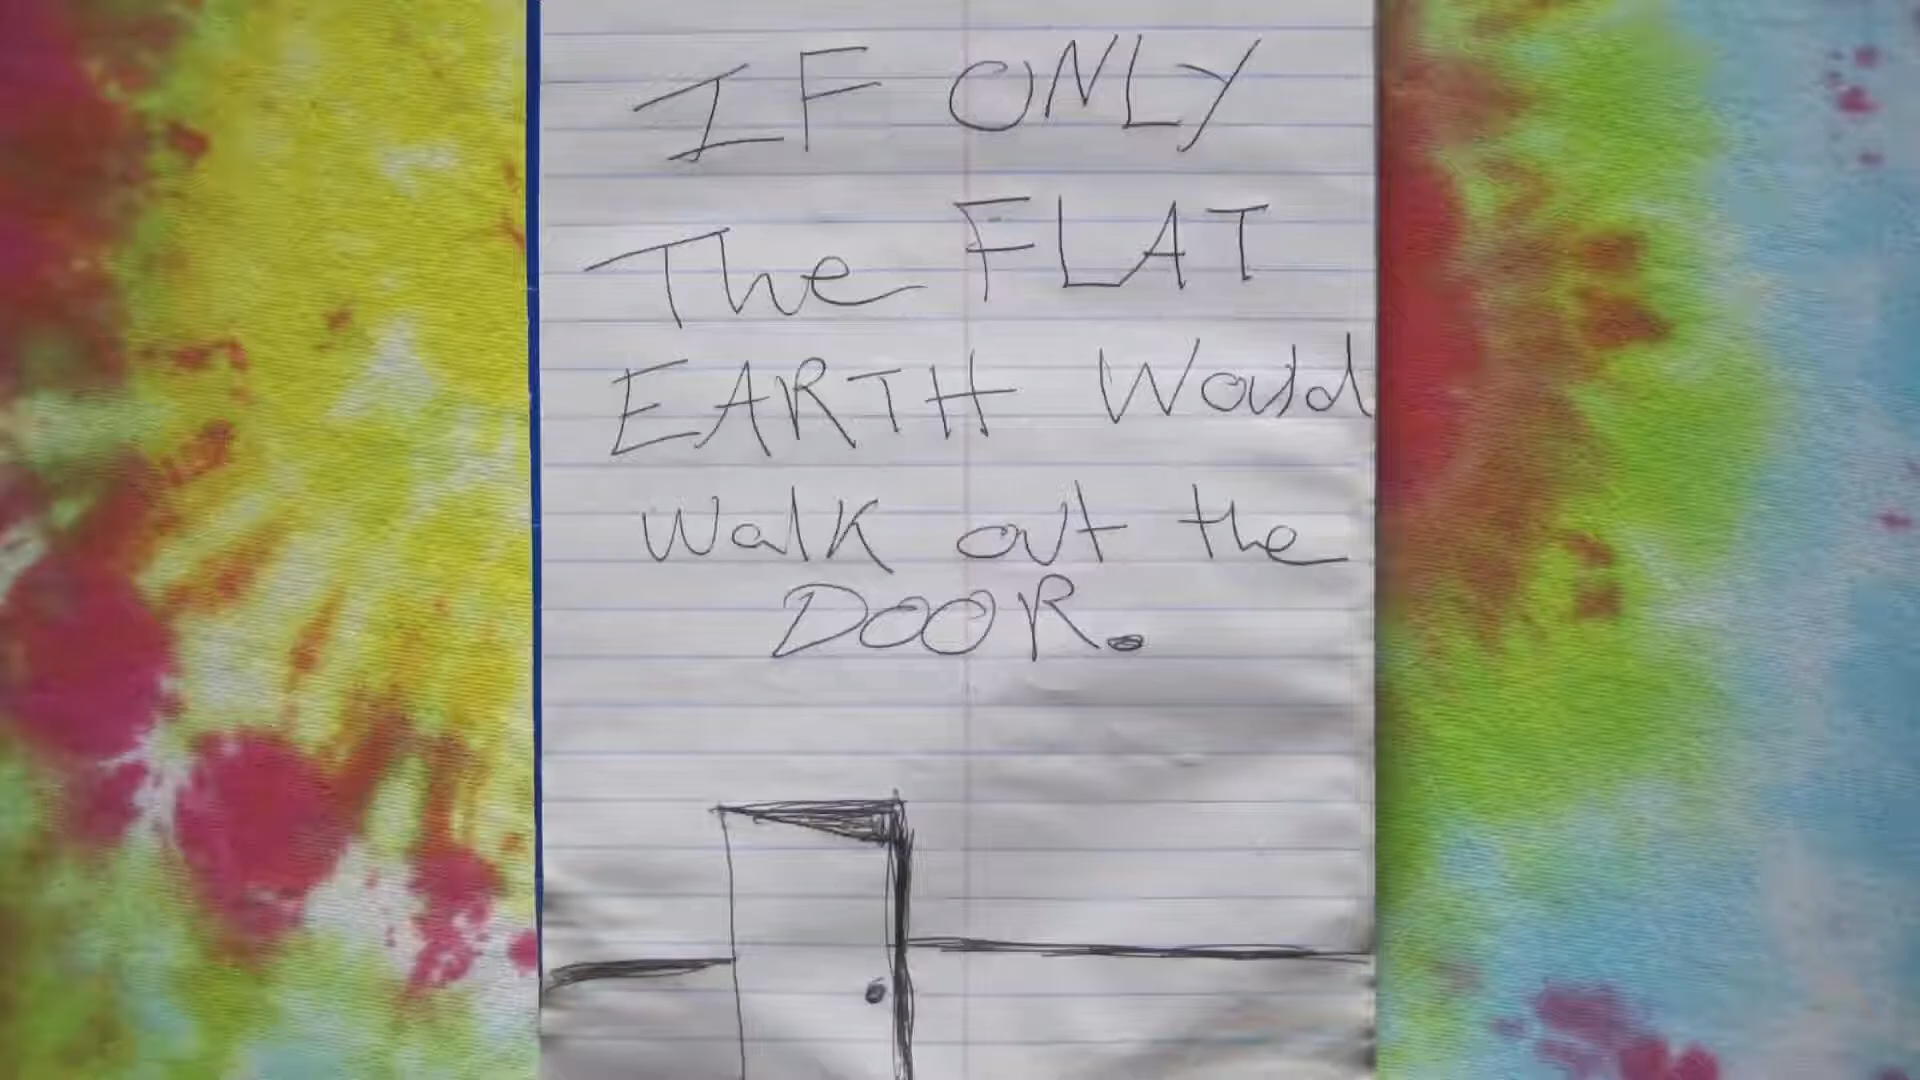 IF ONLY
The FLAT
EARTH Would
Walk out the
DOOR.